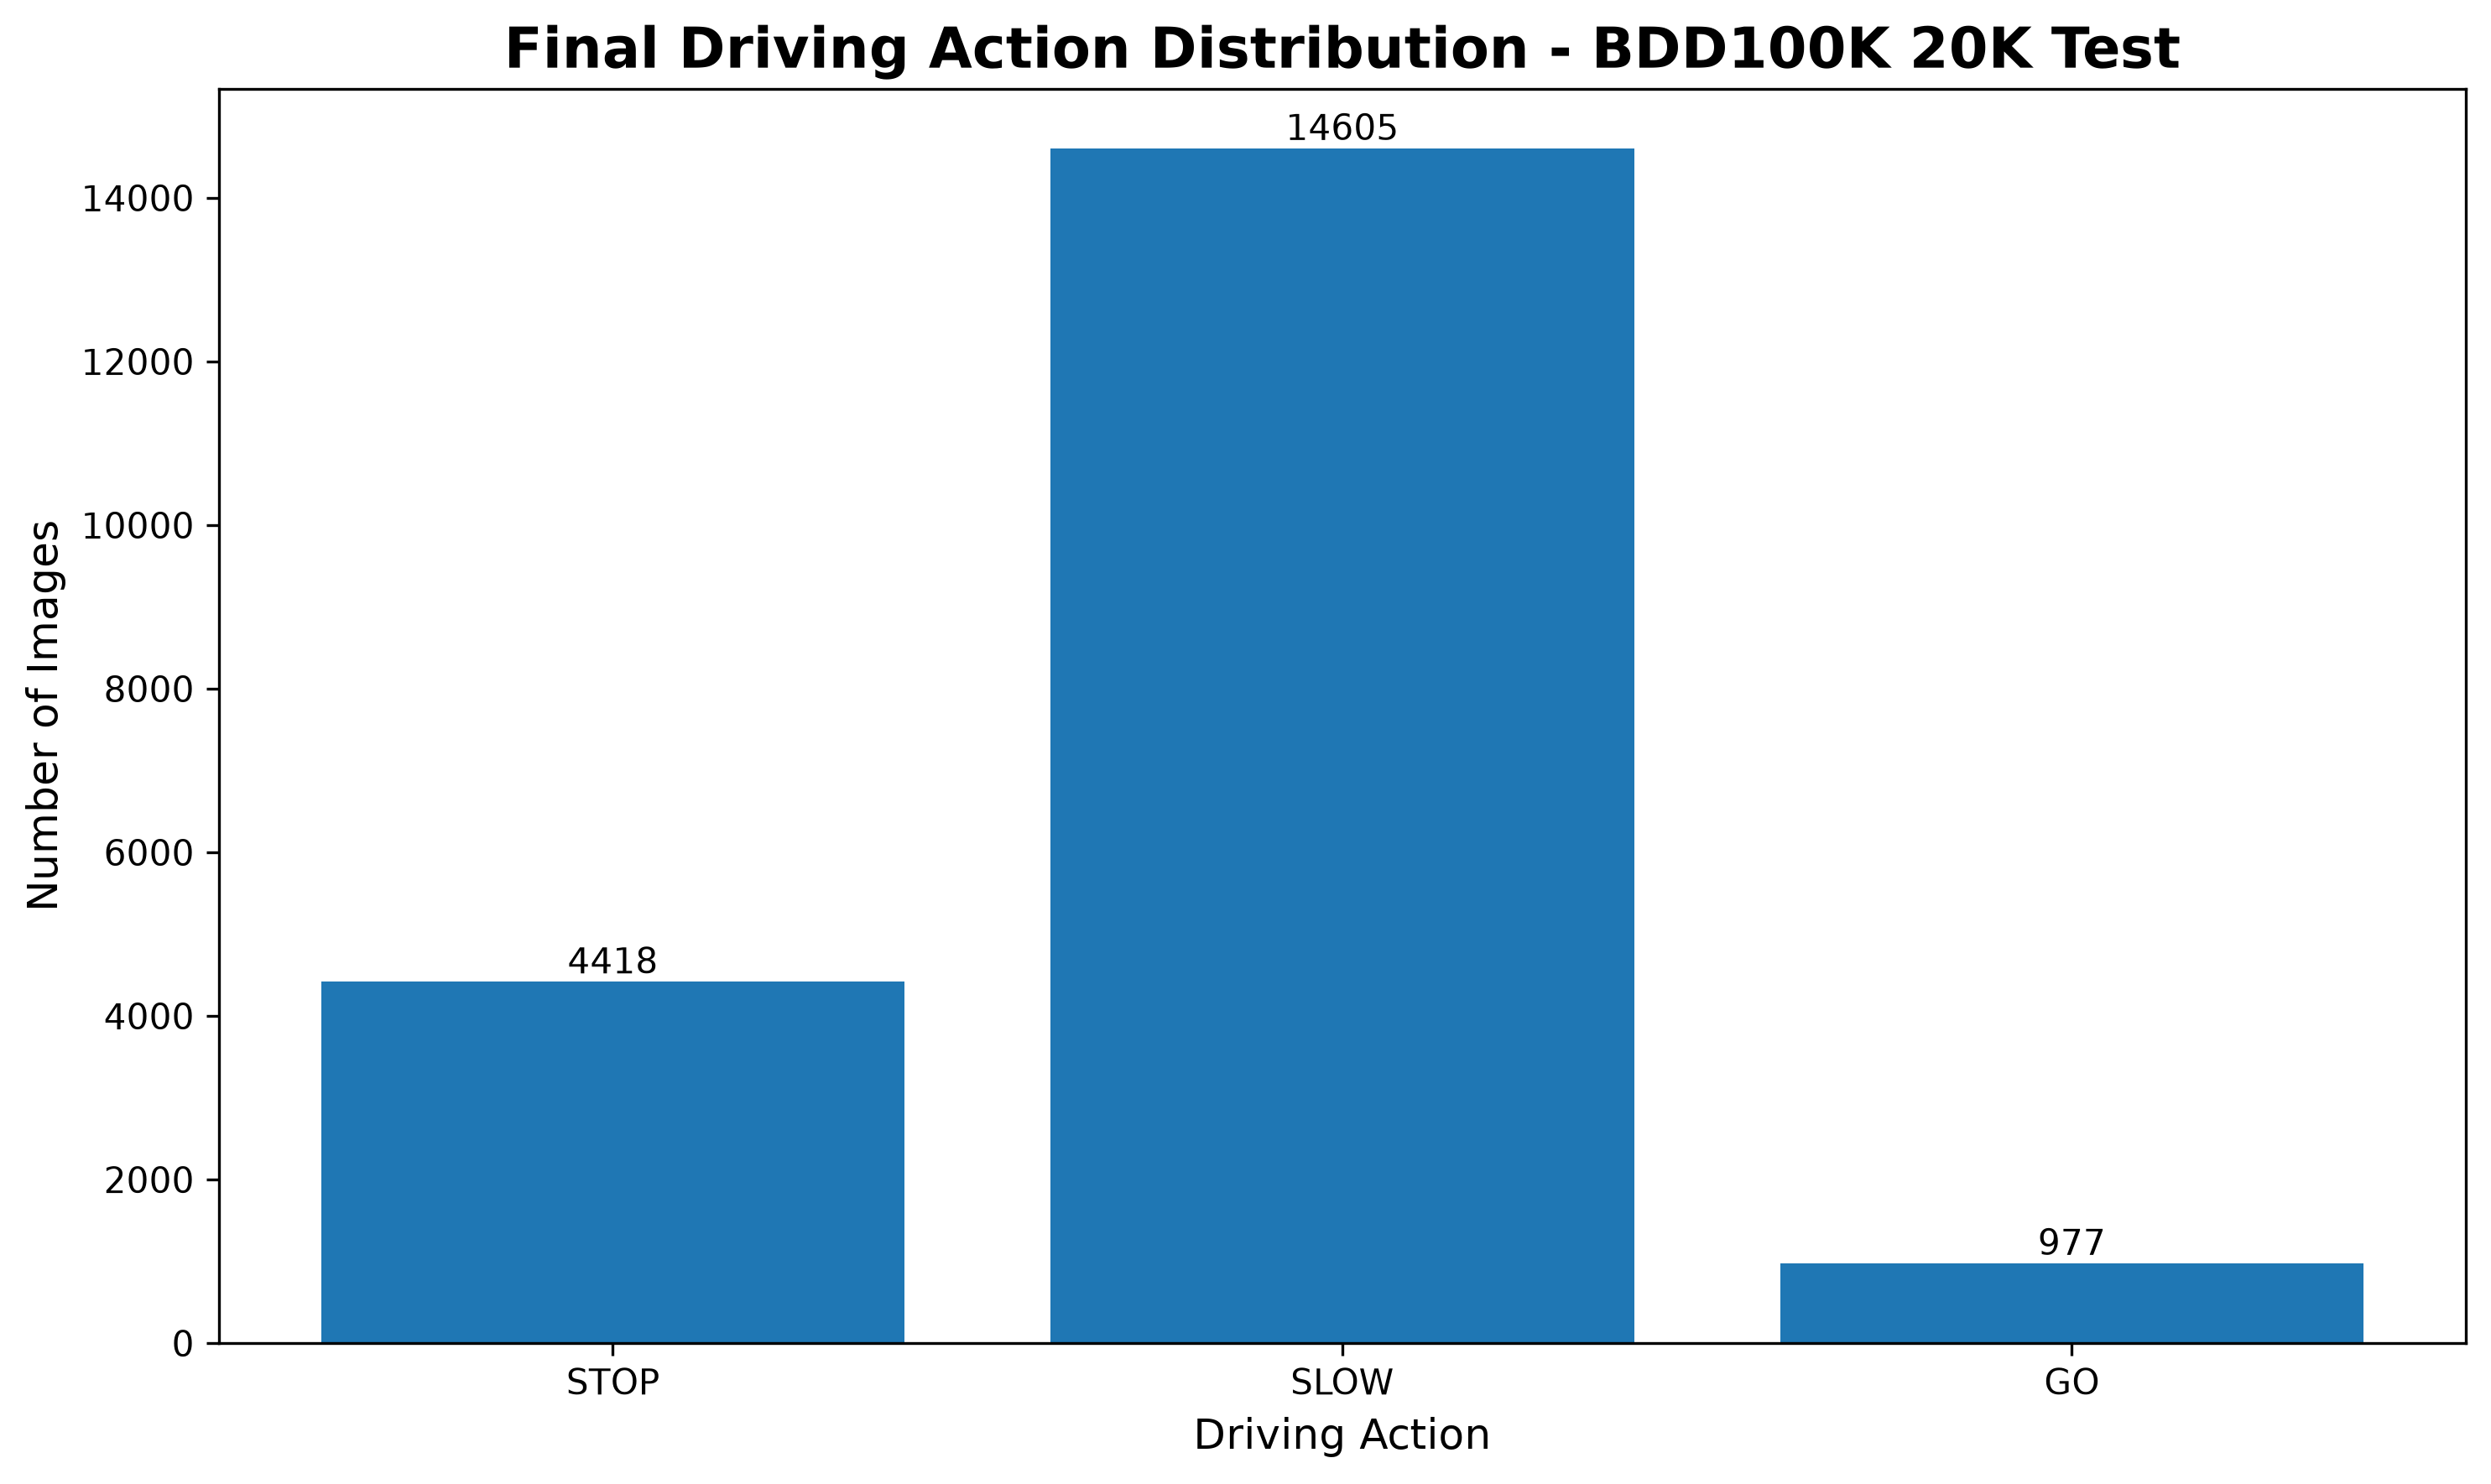 Final Driving Action Distribution - BDD100K 20K Test
Number of Images
14000
12000
10000
8000
6000
4000
2000
0
4418
14605
977
STOP
SLOW
GO
Driving Action